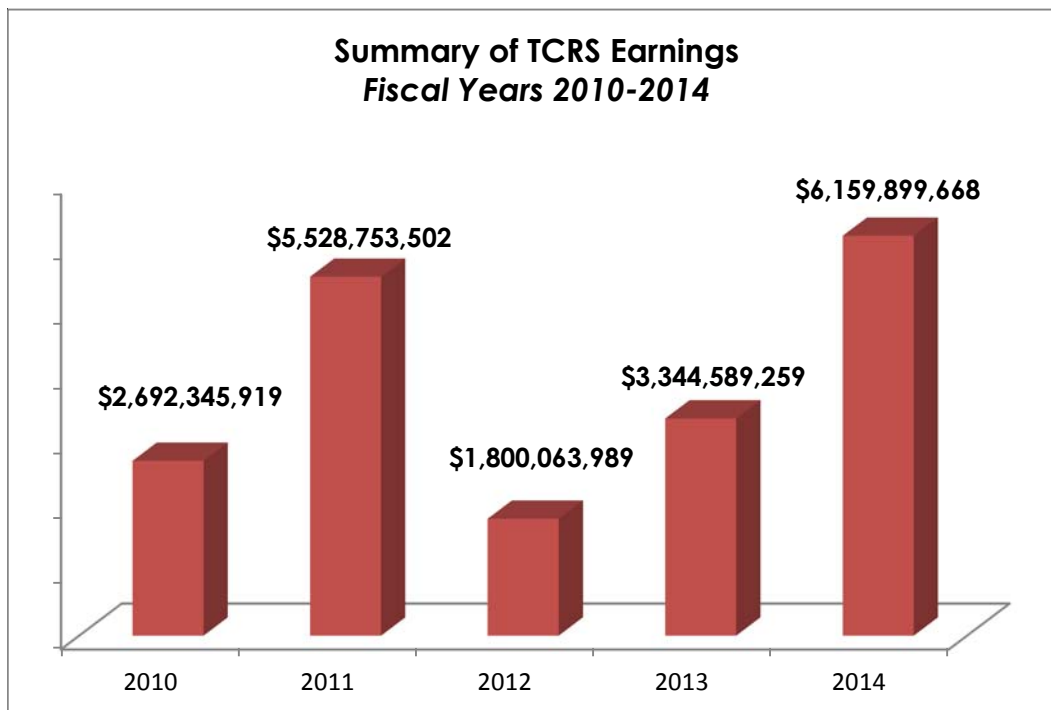 Summary of TCRS Earnings
Fiscal Years 2010-2014
$6,159,899,668
$5,528,753,502
$3,344,589,259
$2,692,345,919
$1,800,063,989
2010 2011 2012 2013 2014